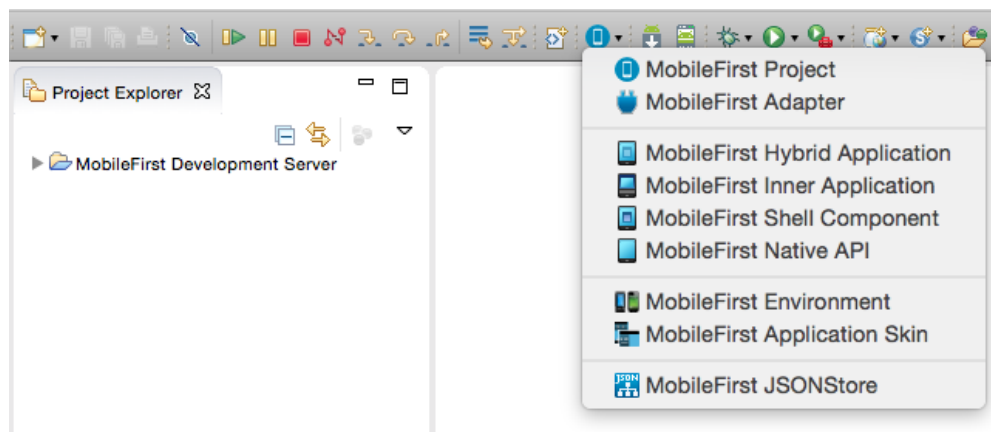 Project Explorer
MobileFirst Development Server
MobileFirst Project
MobileFirst Adapter
MobileFirst Hybrid Application
MobileFirst Inner Application
MobileFirst Shell Component
MobileFirst Native API
MobileFirst Environment
MobileFirst Application Skin
JSON MobileFirst JSONStore